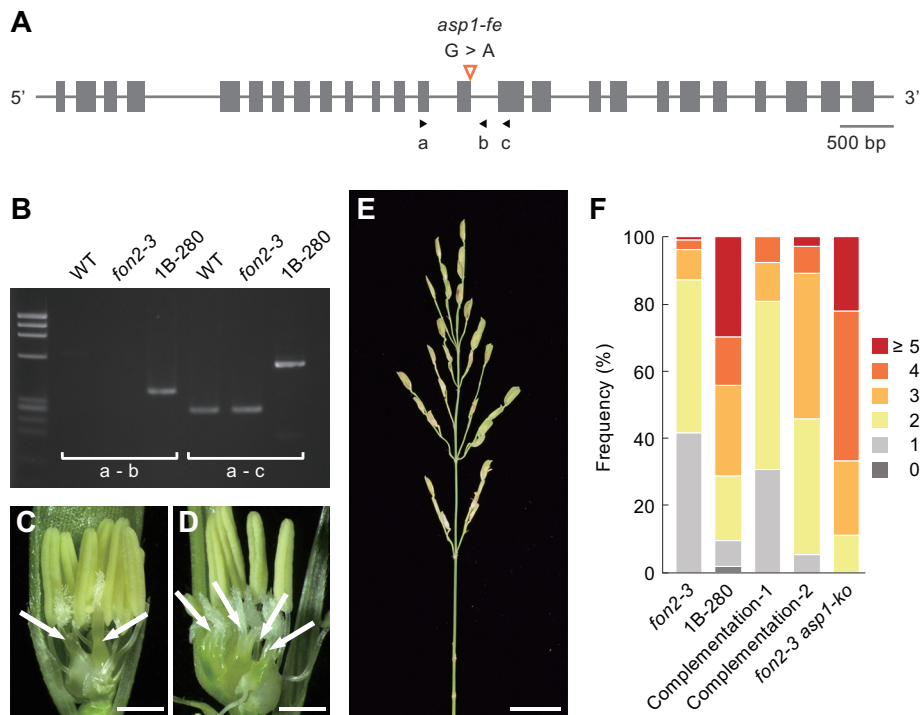 A
asp1-fe
G > A
5’
3’
a
b
c
500 bp
B
WT
fon2-3
1B-280
WT
fon2-3
1B-280
a - b
a - c
C
D
E
F
Frequency (%)
100
80
60
40
20
0
≥ 5
4
3
2
1
0
fon2-3
1B-280
Complementation-1
Complementation-2
fon2-3 asp1-ko